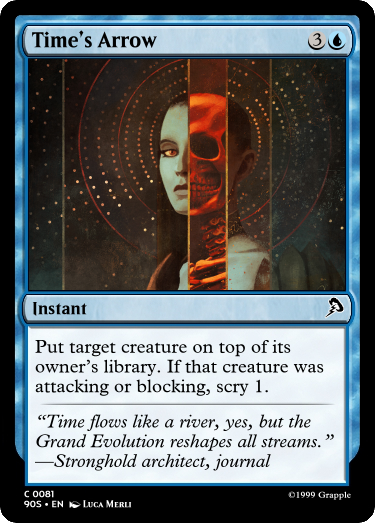 Time's Arrow
3
Instant
Put target creature on top of its
owner's library. If that creature was
attacking or blocking, scry 1.
“Time flows like a river, yes, but the
Grand Evolution reshapes all streams.”
—Stronghold architect, journal
C 0081
90S • EN Luca Merli
©1999 Grapple